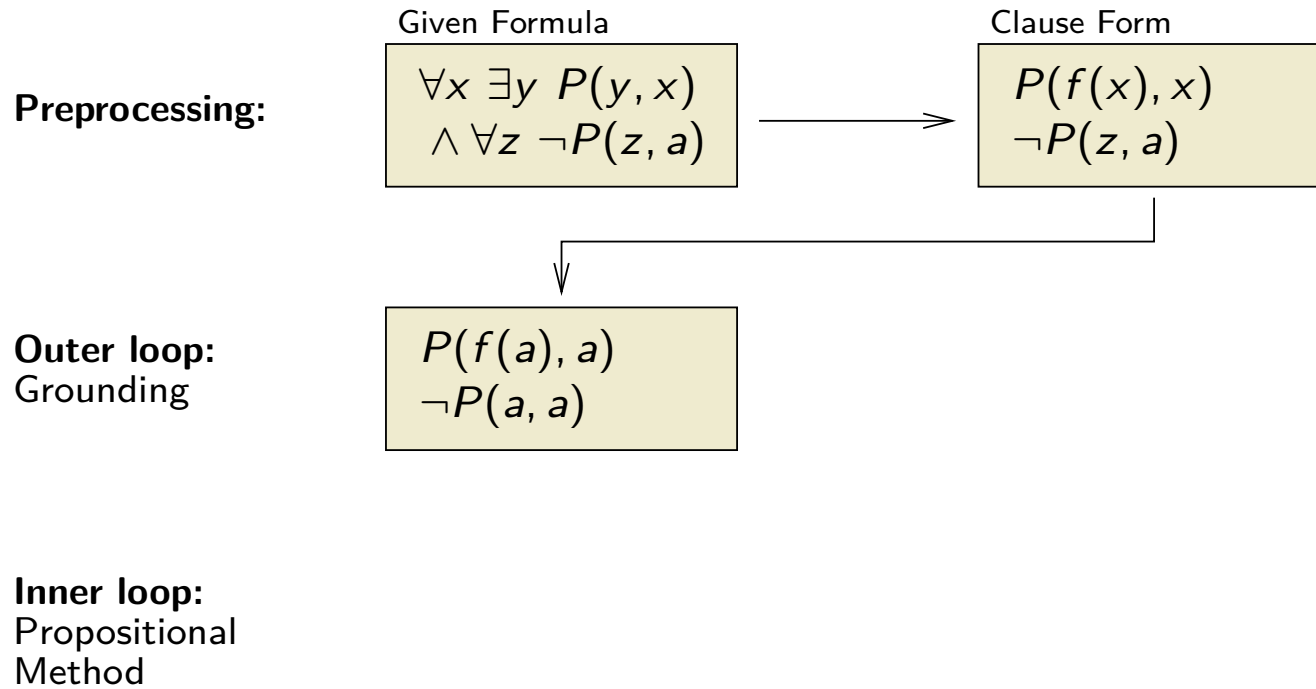 Given Formula
Clause Form
Preprocessing:
∀x ∃y P(y, x)
∧ ∀z ¬P(z, a)
P(f(x), x)
¬P(z, a)
Outer loop:
Grounding
P(f(a), a)
¬P(a, a)
Inner loop:
Propositional
Method